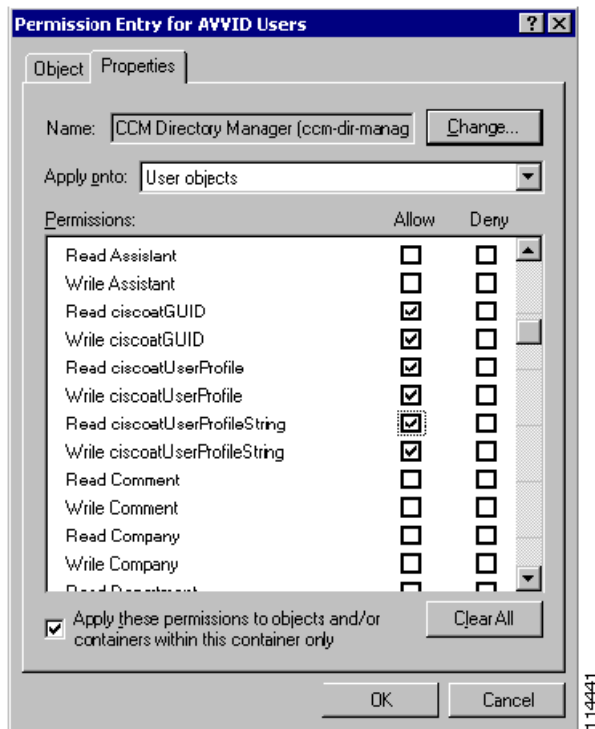 Permission Entry for AVVID Users
Object Properties
Name: CCM Directory Manager (ccm-dir-manag Change...
Apply onto: User objects
Permissions: Allow Deny
Read Assistant
Write Assistant
Read ciscoatGUID
Write ciscoatGUID
Read ciscoatUserProfile
Write ciscoatUserProfile
Read ciscoatUserProfileString
Write ciscoatUserProfileString
Read Comment
Write Comment
Read Company
Write Company
Read Department
Apply these permissions to objects and/or
containers within this container only
Clear All
OK Cancel
114441